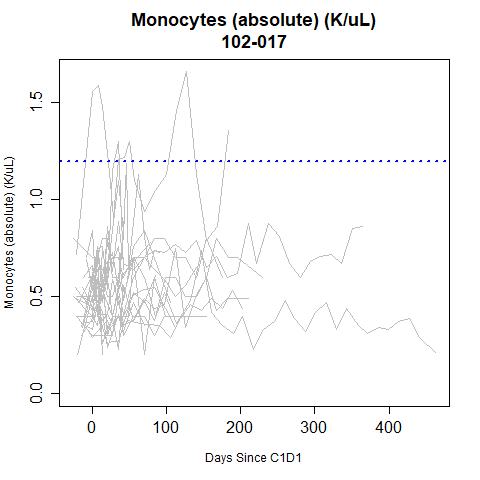 Monocytes (absolute) (K/uL)
102-017
Monocytes (absolute) (K/uL)
1.5
1.0
0.5
0.0
0 100 200 300 400
Days Since C1D1